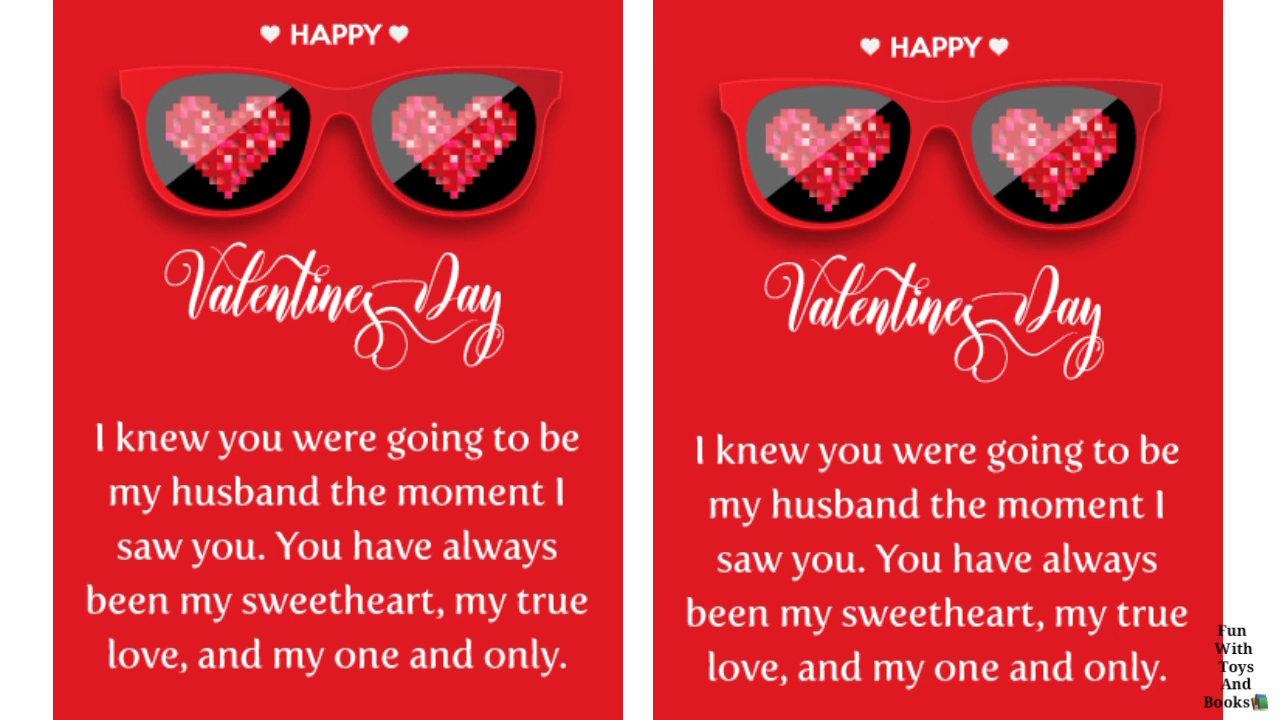 HAPPY
Valentines Day
I knew you were going to be
my husband the moment I
saw you. You have always
been my sweetheart, my true
love, and my one and only.
HAPPY
Valentines Day
I knew you were going to be
my husband the moment I
saw you. You have always
been my sweetheart, my true
love, and my one and only.
Fun
With
Toys
And
Books